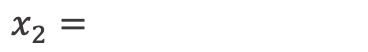 x₂ =